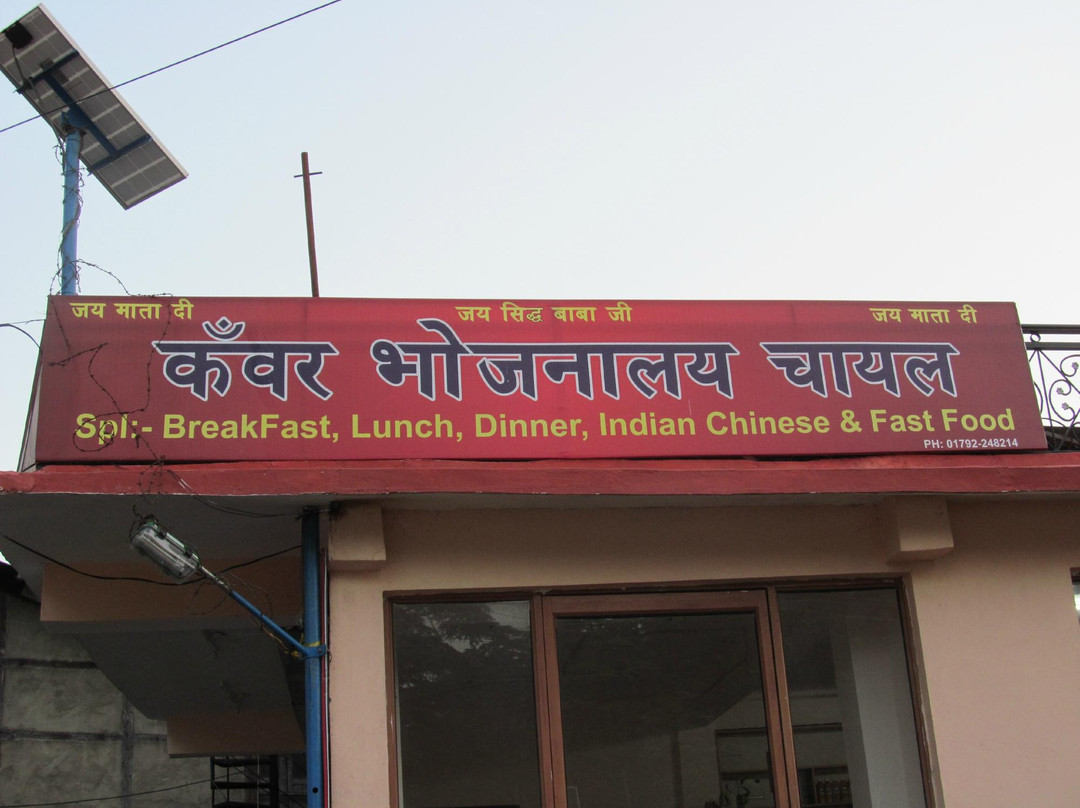 जय माता दी जय सिद्ध बाबा जी जय माता दी
कँवर भोजनालय चायल
Spl:- BreakFast, Lunch, Dinner, Indian Chinese & Fast Food
PH: 01792-248214